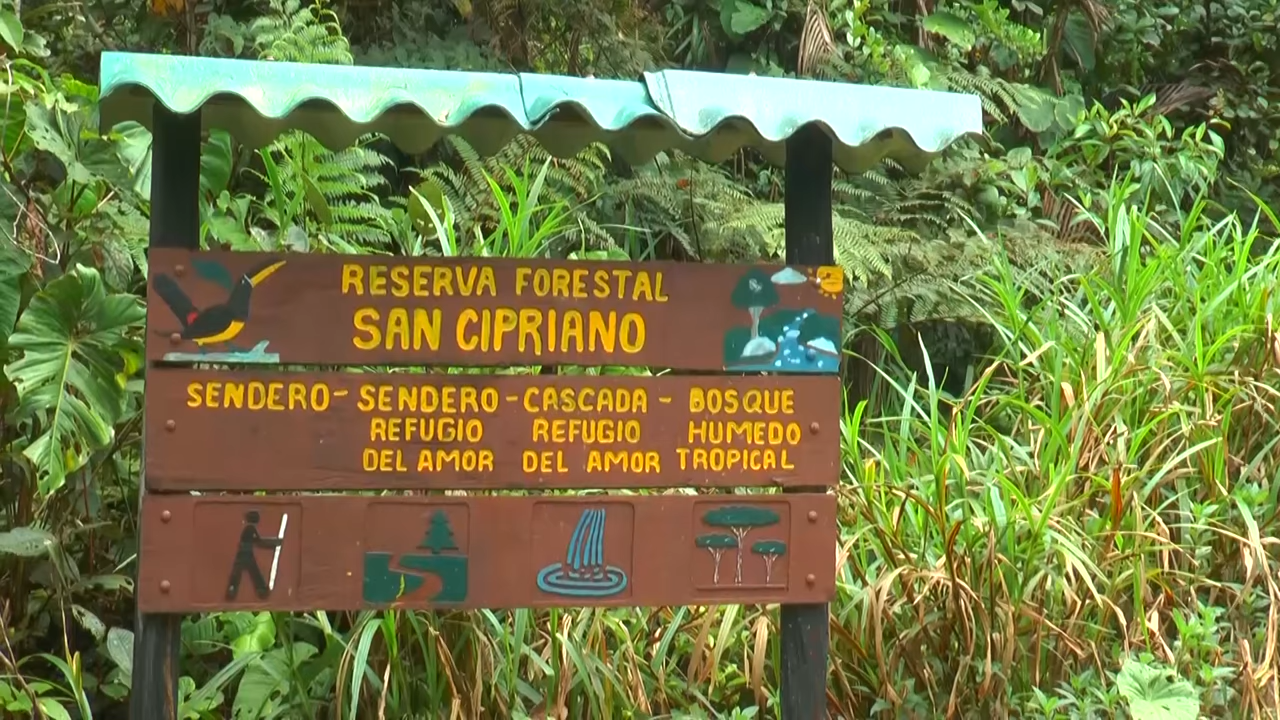 RESERVA FORESTAL
SAN CIPRIANO
SENDERO - SENDERO - CASCADA - BOSQUE
REFUGIO REFUGIO HUMEDO
DEL AMOR DEL AMOR TROPICAL